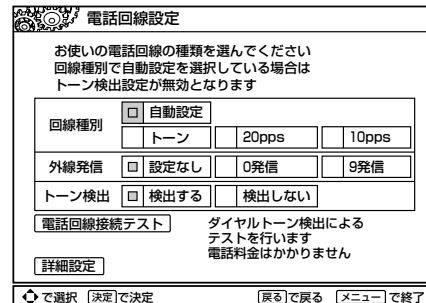 電話回線設定
お使いの電話回線の種類を選んでください
回線種別で自動設定を選択している場合は
トーン検出設定が無効となります
回線種別 自動設定
トーン 20pps 10pps
外線発信 設定なし 0発信 9発信
トーン検出 検出する 検出しない
電話回線接続テスト ダイヤルトーン検出による
テストを行います
電話料金はかかりません
詳細設定
で選択 決定 で決定 戻る で戻る メニュー で終了